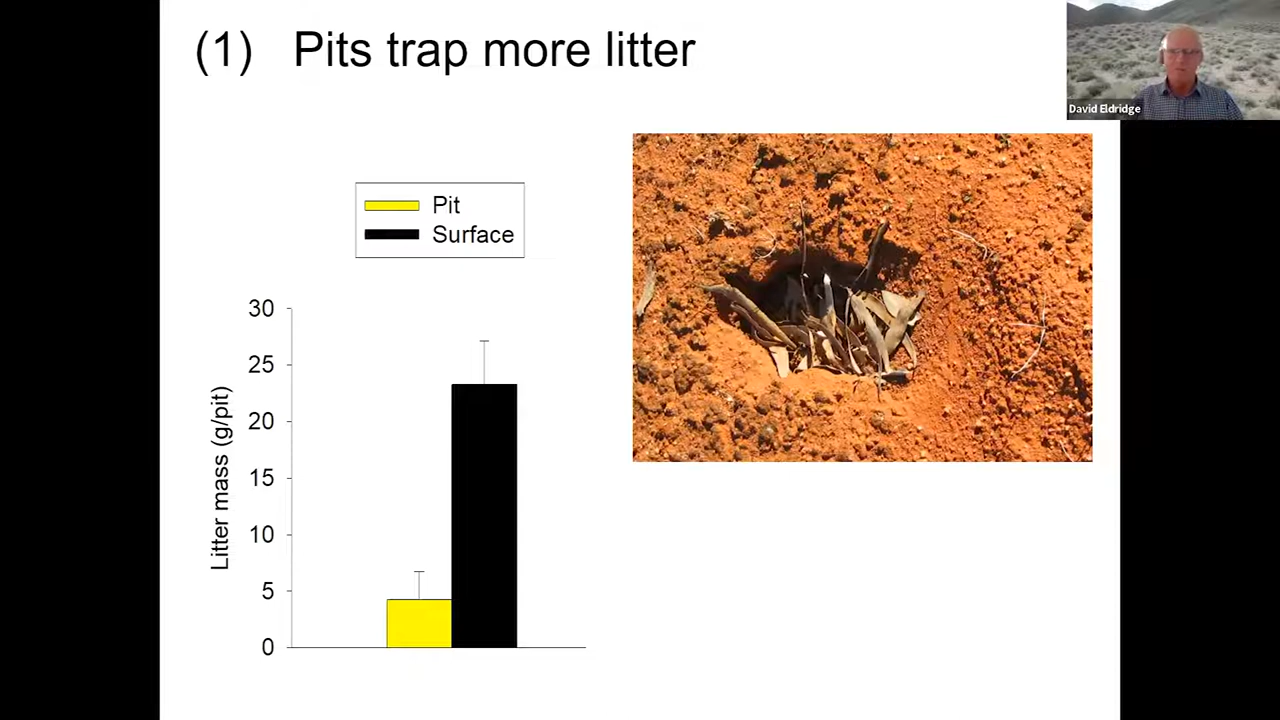 (1) Pits trap more litter
David Eldridge
Pit
Surface
30
25
20
15
10
5
0
Litter mass (g/pit)